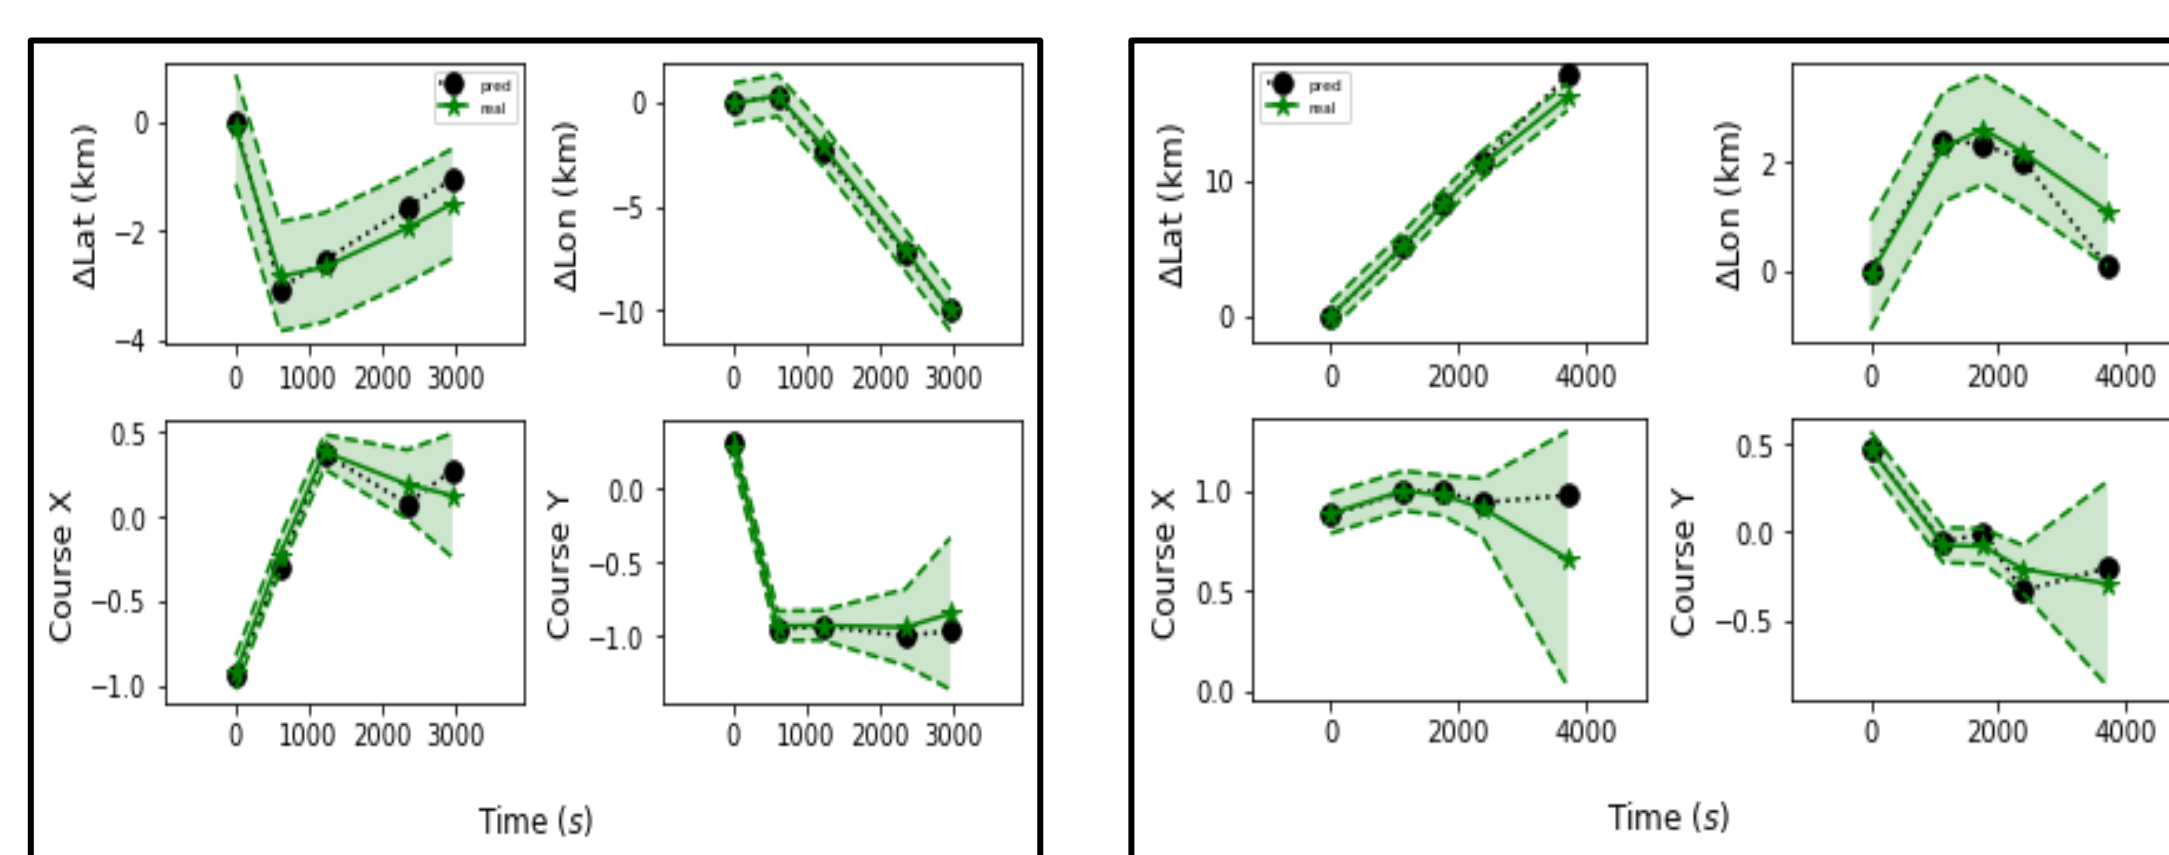 pred
real
ΔLat (km)
0
−2
−4
0 1000 2000 3000
ΔLon (km)
0
−5
−10
0 1000 2000 3000
Course X
0.5
0.0
−0.5
−1.0
0 1000 2000 3000
Course Y
0.0
−0.5
−1.0
0 1000 2000 3000
Time (s)
pred
real
ΔLat (km)
10
0
0 2000 4000
ΔLon (km)
2
0
0 2000 4000
Course X
1.0
0.5
0.0
0 2000 4000
Course Y
0.5
0.0
−0.5
0 2000 4000
Time (s)